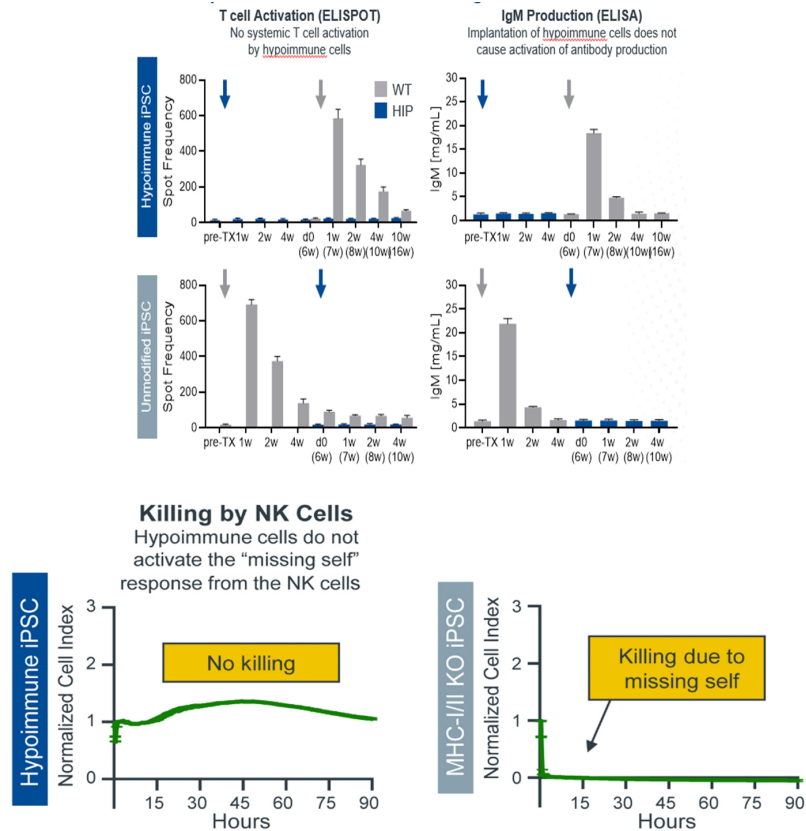 T cell Activation (ELISPOT)
No systemic T cell activation
by hypoimmune cells
IgM Production (ELISA)
Implantation of hypoimmune cells does not
cause activation of antibody production
Hypoimmune iPSC
Spot Frequency
800
600
400
200
0
WT
HIP
pre-TX 1w 2w 4w d0 1w 2w 4w 10w
(6w) (7w) (8w) (10w) (16w)
IgM [mg/mL]
30
25
20
15
10
5
0
pre-TX 1w 2w 4w d0 1w 2w 4w 10w
(6w) (7w) (8w) (10w) (16w)
Unmodified iPSC
Spot Frequency
800
600
400
200
0
pre-TX 1w 2w 4w d0 1w 2w 4w
(6w) (7w) (8w) (10w)
IgM [mg/mL]
30
25
20
15
10
5
0
pre-TX 1w 2w 4w d0 1w 2w 4w
(6w) (7w) (8w) (10w)
Killing by NK Cells
Hypoimmune cells do not
activate the “missing self”
response from the NK cells
Hypoimmune iPSC
Normalized Cell Index
3
2
1
0
No killing
15 30 45 60 75 90
Hours
MHC-I/II KO iPSC
Normalized Cell Index
3
2
1
0
Killing due to
missing self
15 30 45 60 75 90
Hours